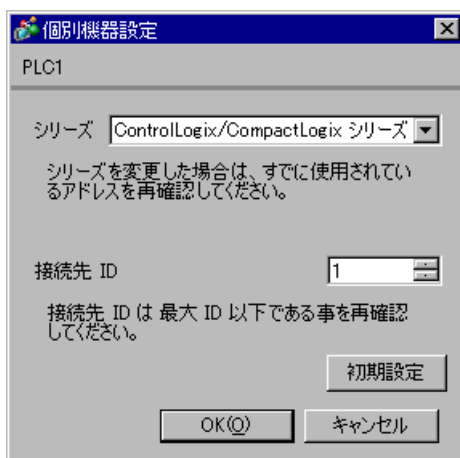 個別機器設定
PLC1
シリーズ ControlLogix/CompactLogix シリーズ
シリーズを変更した場合は、すでに使用されてい
るアドレスを再確認してください。
接続先 ID 1
接続先 ID は 最大 ID 以下である事を再確認
してください。
初期設定
OK(O) キャンセル